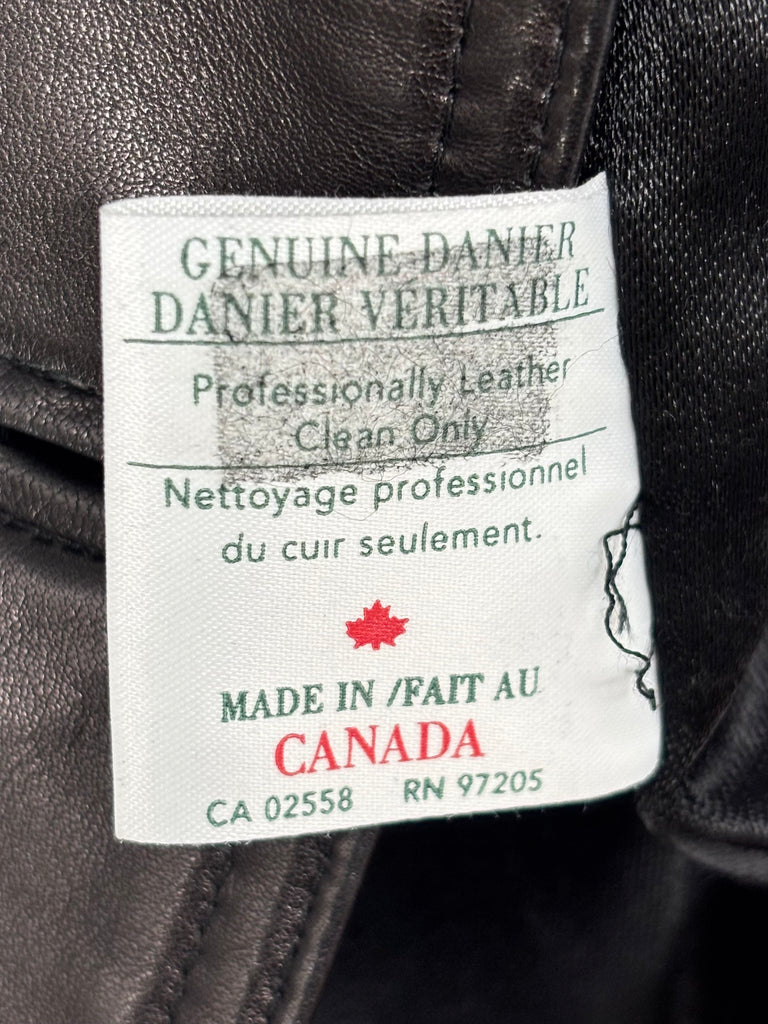 GENUINE DANIER
DANIER VÉRITABLE
Professionally Leather
Clean Only
Nettoyage professionnel
du cuir seulement.
MADE IN /FAIT AU
CANADA
CA 02558 RN 97205